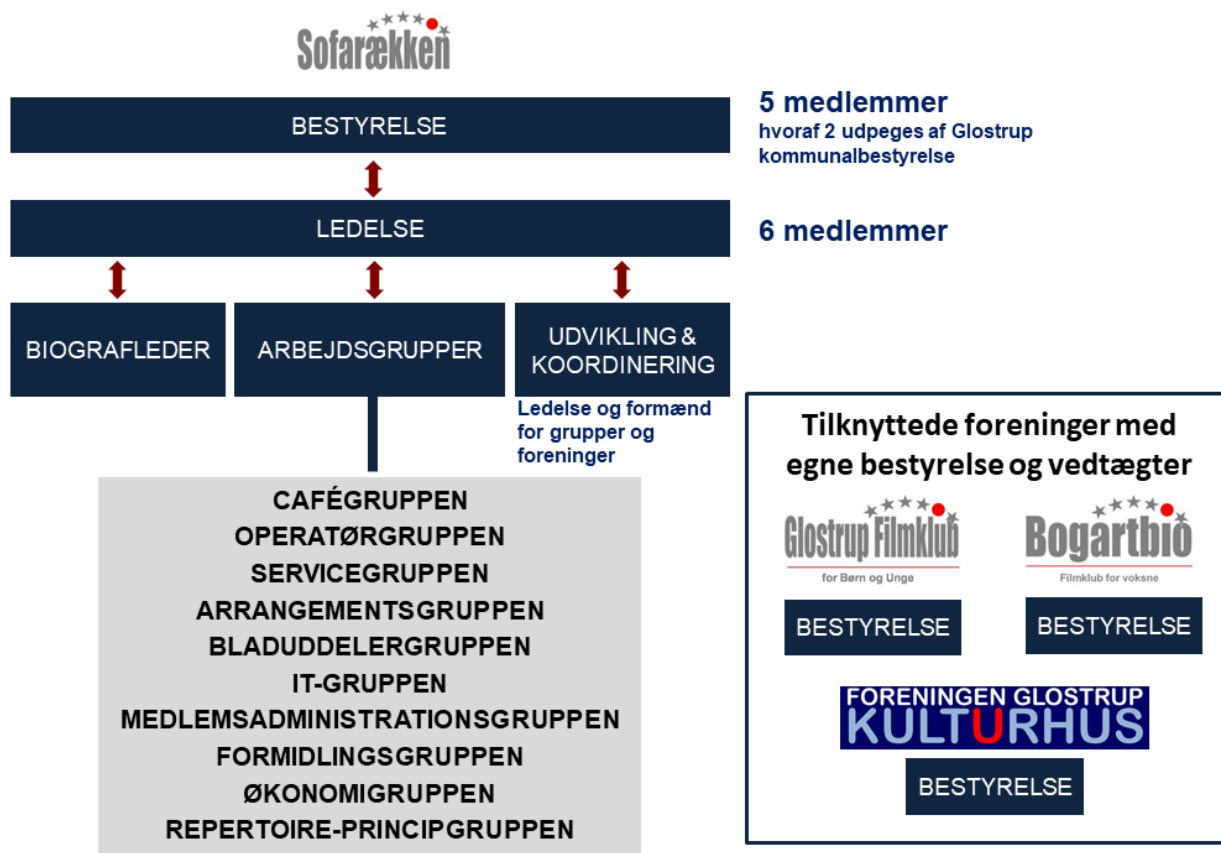 Sofarækken
BESTYRELSE
5 medlemmer
hvoraf 2 udpeges af Glostrup
kommunalbestyrelse
LEDELSE
6 medlemmer
BIOGRAFLEDER
ARBEJDSGRUPPER
UDVIKLING &
KOORDINERING
Ledelse og formænd
for grupper og
foreninger
CAFÉGRUPPEN
OPERATØRGRUPPEN
SERVICEGRUPPEN
ARRANGEMENTSGRUPPEN
BLADUDDELERGRUPPEN
IT-GRUPPEN
MEDLEMSADMINISTRATIONSGRUPPEN
FORMIDLINGSGRUPPEN
ØKONOMIGRUPPEN
REPERTOIRE-PRINCIPGRUPPEN
Tilknyttede foreninger med
egne bestyrelse og vedtægter
Glostrup Filmklub
for Børn og Unge
BESTYRELSE
Bogartbio
Filmklub for voksne
BESTYRELSE
FORENINGEN GLOSTRUP
KULTURHUS
BESTYRELSE